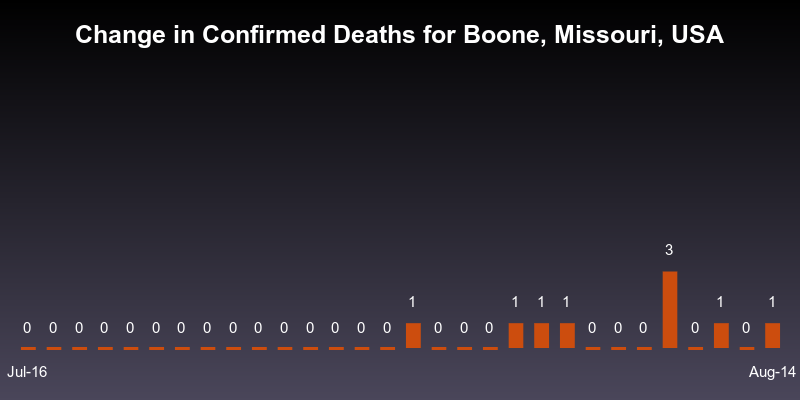 Change in Confirmed Deaths for Boone, Missouri, USA
3
1 1 1 1 1 1
0 0 0 0 0 0 0 0 0 0 0 0 0 0 0 0 0 0 0 0 0 0 0
Jul-16 Aug-14